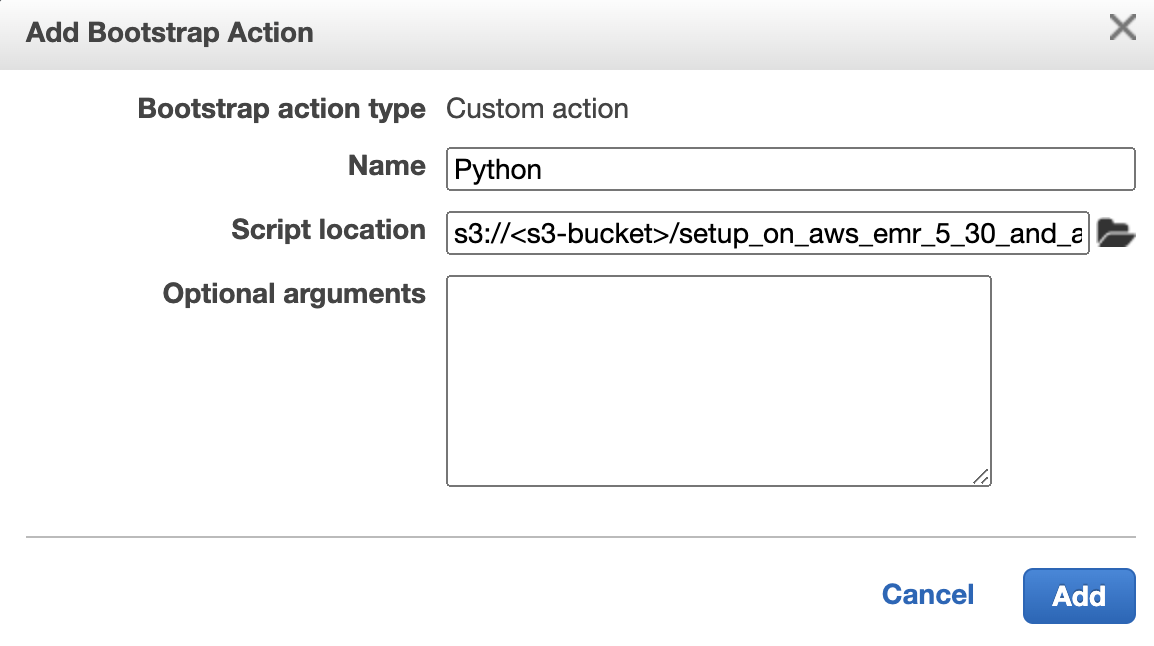 Add Bootstrap Action
Bootstrap action type Custom action
Name Python
Script location s3://<s3-bucket>/setup_on_aws_emr_5_30_and_a
Optional arguments
Cancel Add